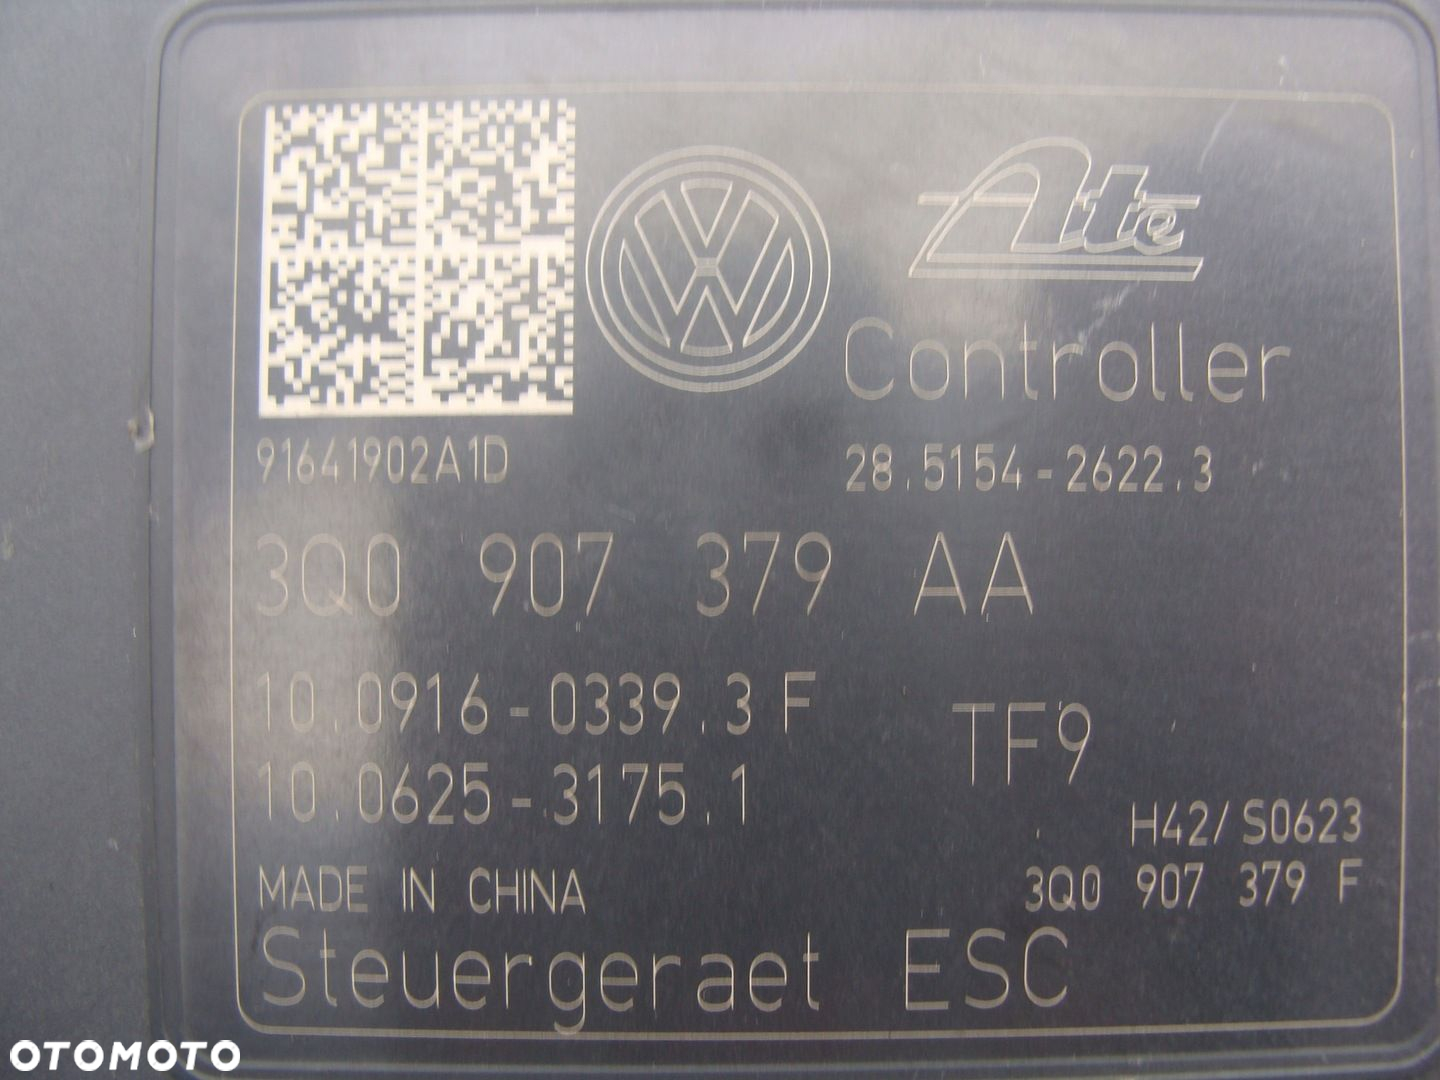 Ate
Controller
91641902A1D
28.5154-2622.3
3Q0 907 379 AA
10.0916-0339.3F
10.0625-3175.1
TF9
H42/S0623
MADE IN CHINA
3Q0 907 379 F
Steuergeraet ESC
OTOMOTO